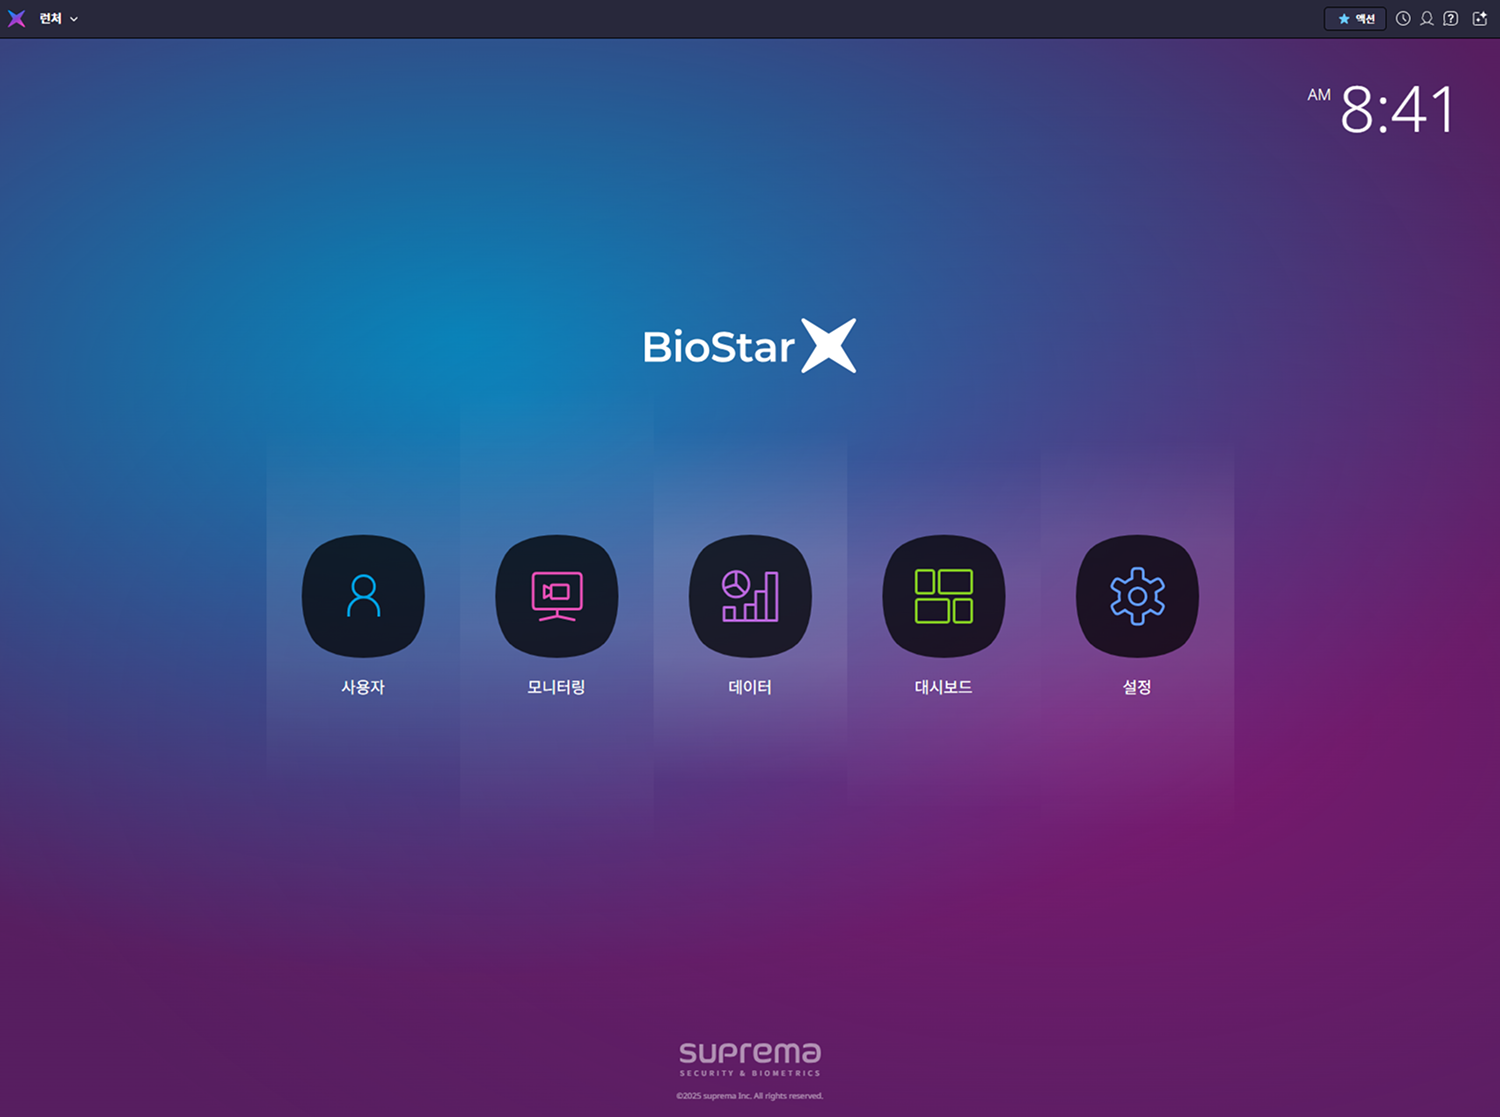 런처
액션
AM 8:41
BioStar X
사용자
모니터링
데이터
대시보드
설정
suprema
SECURITY & BIOMETRICS
©2025 suprema Inc. All rights reserved.